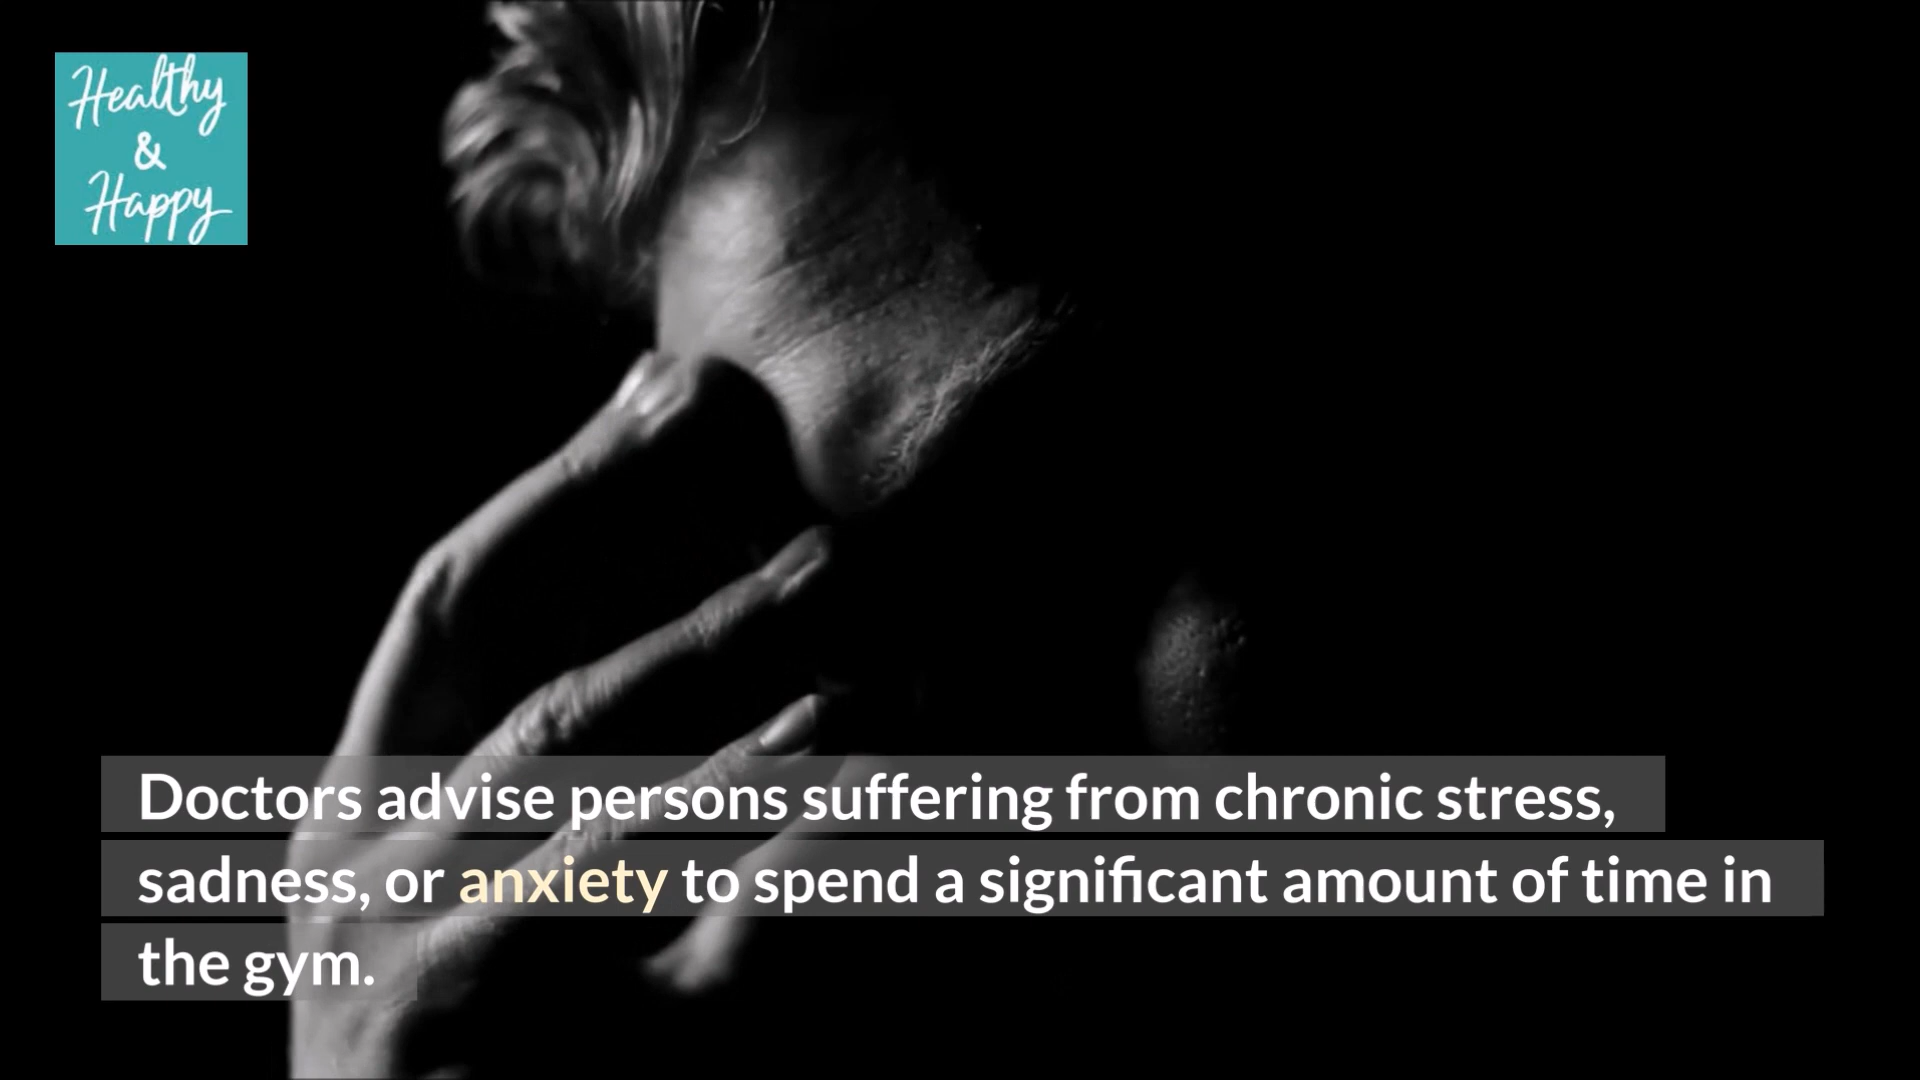 Healthy
&
Happy
Doctors advise persons suffering from chronic stress,
sadness, or anxiety to spend a significant amount of time in
the gym.